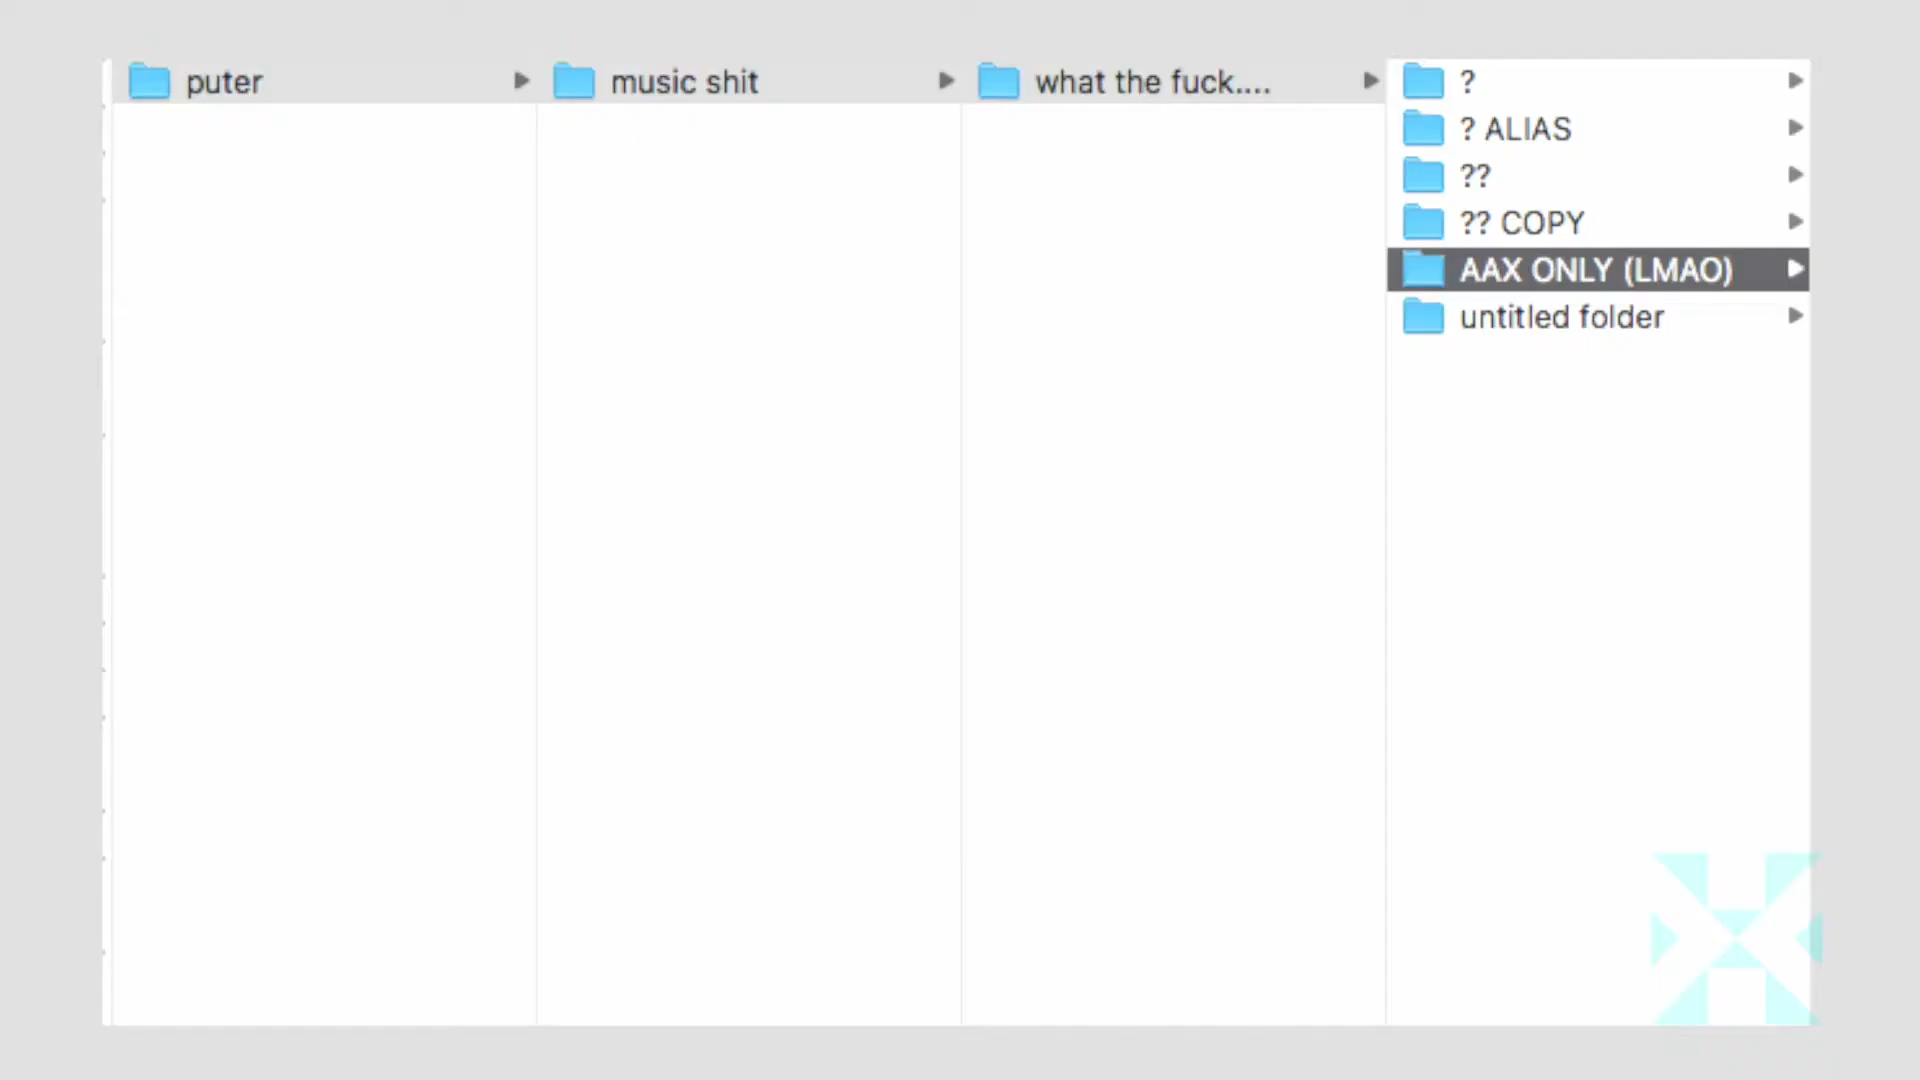 puter
music shit
what the fuck....
?
? ALIAS
??
?? COPY
AAX ONLY (LMAO)
untitled folder